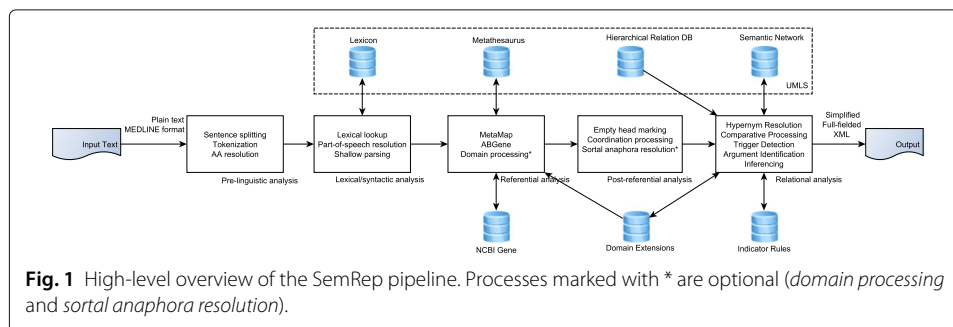 Lexicon
Metathesaurus
Hierarchical Relation DB
Semantic Network
UMLS
Plain text
MEDLINE format
Input Text
Sentence splitting
Tokenization
AA resolution
Pre-linguistic analysis
Lexical lookup
Part-of-speech resolution
Shallow parsing
Lexical/syntactic analysis
MetaMap
ABGene
Domain processing*
Referential analysis
Empty head marking
Coordination processing
Sortal anaphora resolution*
Post-referential analysis
Hypernym Resolution
Comparative Processing
Trigger Detection
Argument Identification
Inferencing
Relational analysis
Simplified
Full-fielded
XML
Output
NCBI Gene
Domain Extensions
Indicator Rules
Fig. 1 High-level overview of the SemRep pipeline. Processes marked with * are optional (domain processing
and sortal anaphora resolution).